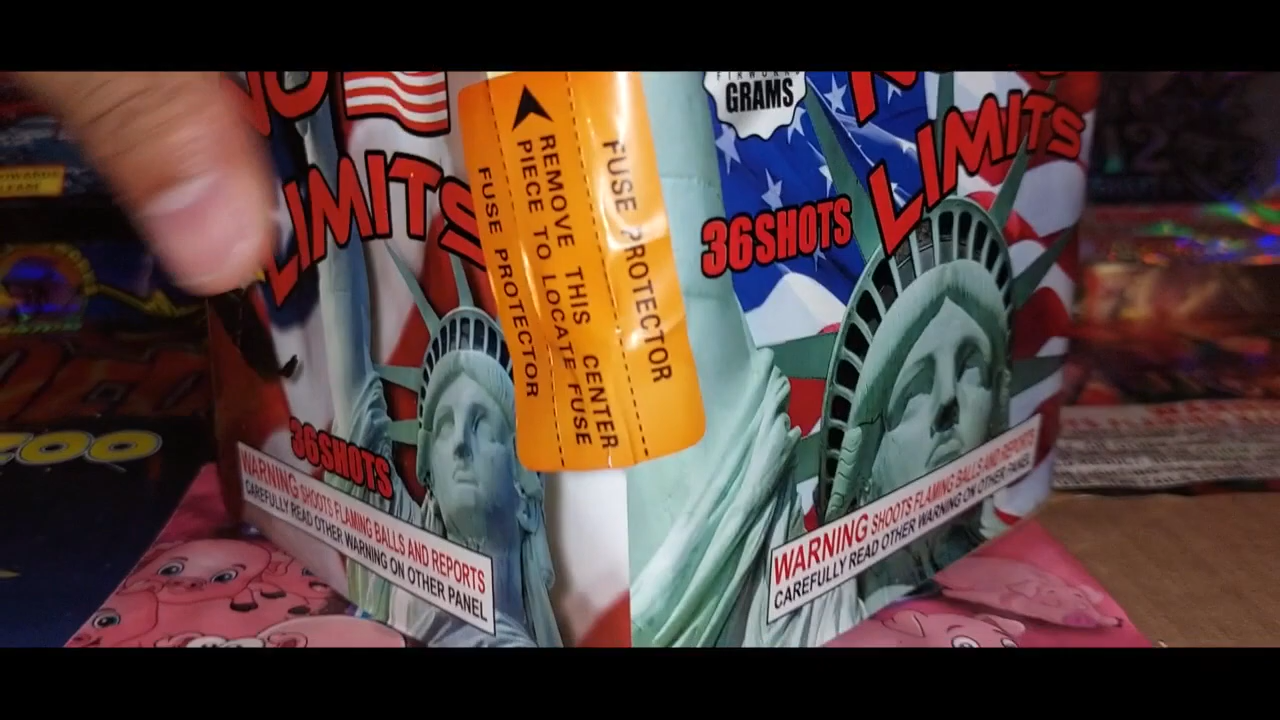 NO
LIMITS
36SHOTS
WARNING SHOOTS FLAMING BALLS AND REPORTS
CAREFULLY READ OTHER WARNING ON OTHER PANEL
FUSE PROTECTOR
REMOVE THIS CENTER
PIECE TO LOCATE FUSE
FUSE PROTECTOR
GRAMS
LIMITS
36SHOTS
WARNING SHOOTS FLAMING BALLS AND REPORTS
CAREFULLY READ OTHER WARNING ON OTHER PANEL
ZOO